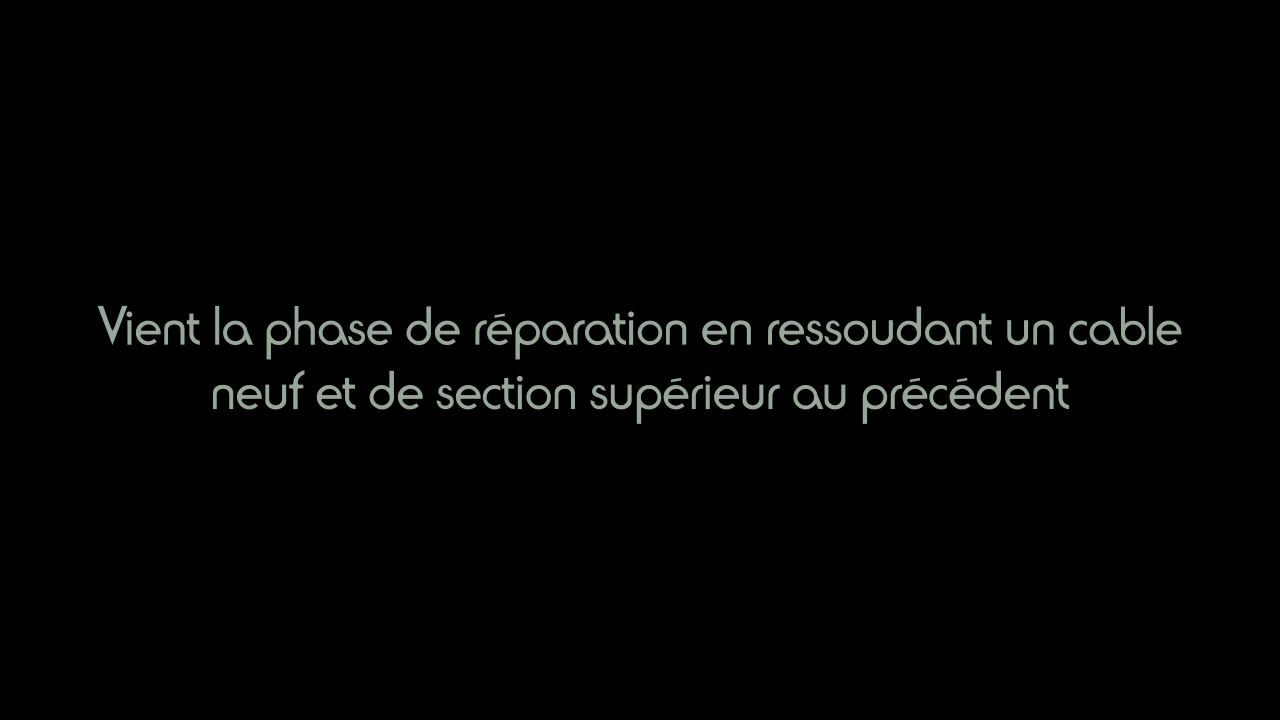 Vient la phase de réparation en ressoudant un cable
neuf et de section supérieur au précédent